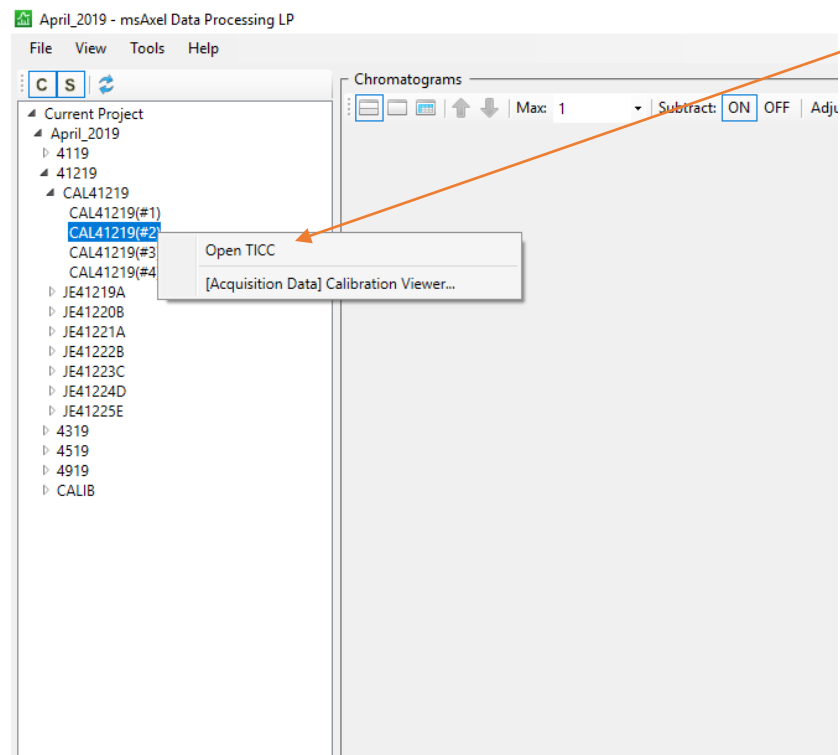 April_2019 - msAxel Data Processing LP
File View Tools Help
C S
Chromatograms
Max: 1 Subtract: ON OFF Adju
Current Project
April_2019
4119
41219
CAL41219
CAL41219(#1)
CAL41219(#2)
CAL41219(#3)
CAL41219(#4
Open TICC
[Acquisition Data] Calibration Viewer...
JE41219A
JE41220B
JE41221A
JE41222B
JE41223C
JE41224D
JE41225E
4319
4519
4919
CALIB